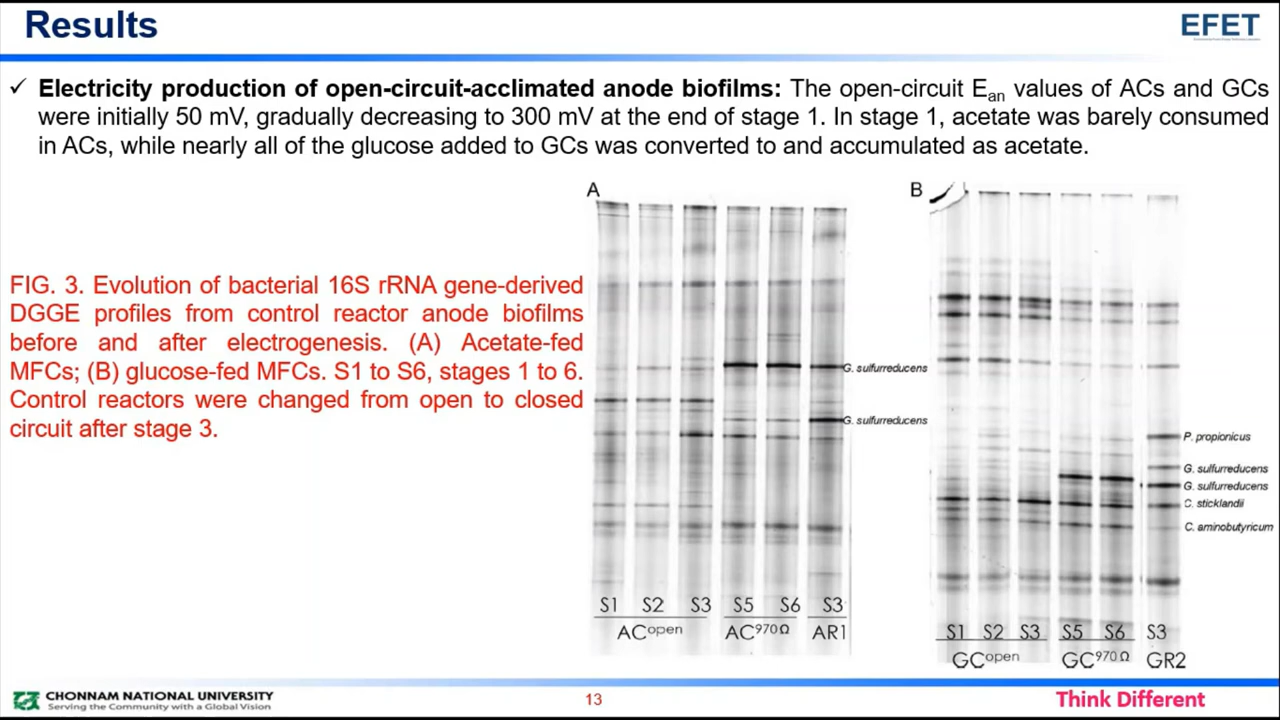 Results
EFET
✓ Electricity production of open-circuit-acclimated anode biofilms: The open-circuit Ean values of ACs and GCs
were initially 50 mV, gradually decreasing to 300 mV at the end of stage 1. In stage 1, acetate was barely consumed
in ACs, while nearly all of the glucose added to GCs was converted to and accumulated as acetate.
FIG. 3. Evolution of bacterial 16S rRNA gene-derived
DGGE profiles from control reactor anode biofilms
before and after electrogenesis. (A) Acetate-fed
MFCs; (B) glucose-fed MFCs. S1 to S6, stages 1 to 6.
Control reactors were changed from open to closed
circuit after stage 3.
A
G. sulfurreducens
G. sulfurreducens
S1 S2 S3 S5 S6 S3
ACopen AC970Ω AR1
B
P. propionicus
G. sulfurreducens
G. sulfurreducens
C. sticklandii
C. aminobutyricum
S1 S2 S3 S5 S6 S3
GCopen GC970Ω GR2
CHONNAM NATIONAL UNIVERSITY
Serving the Community with a Global Vision
13
Think Different